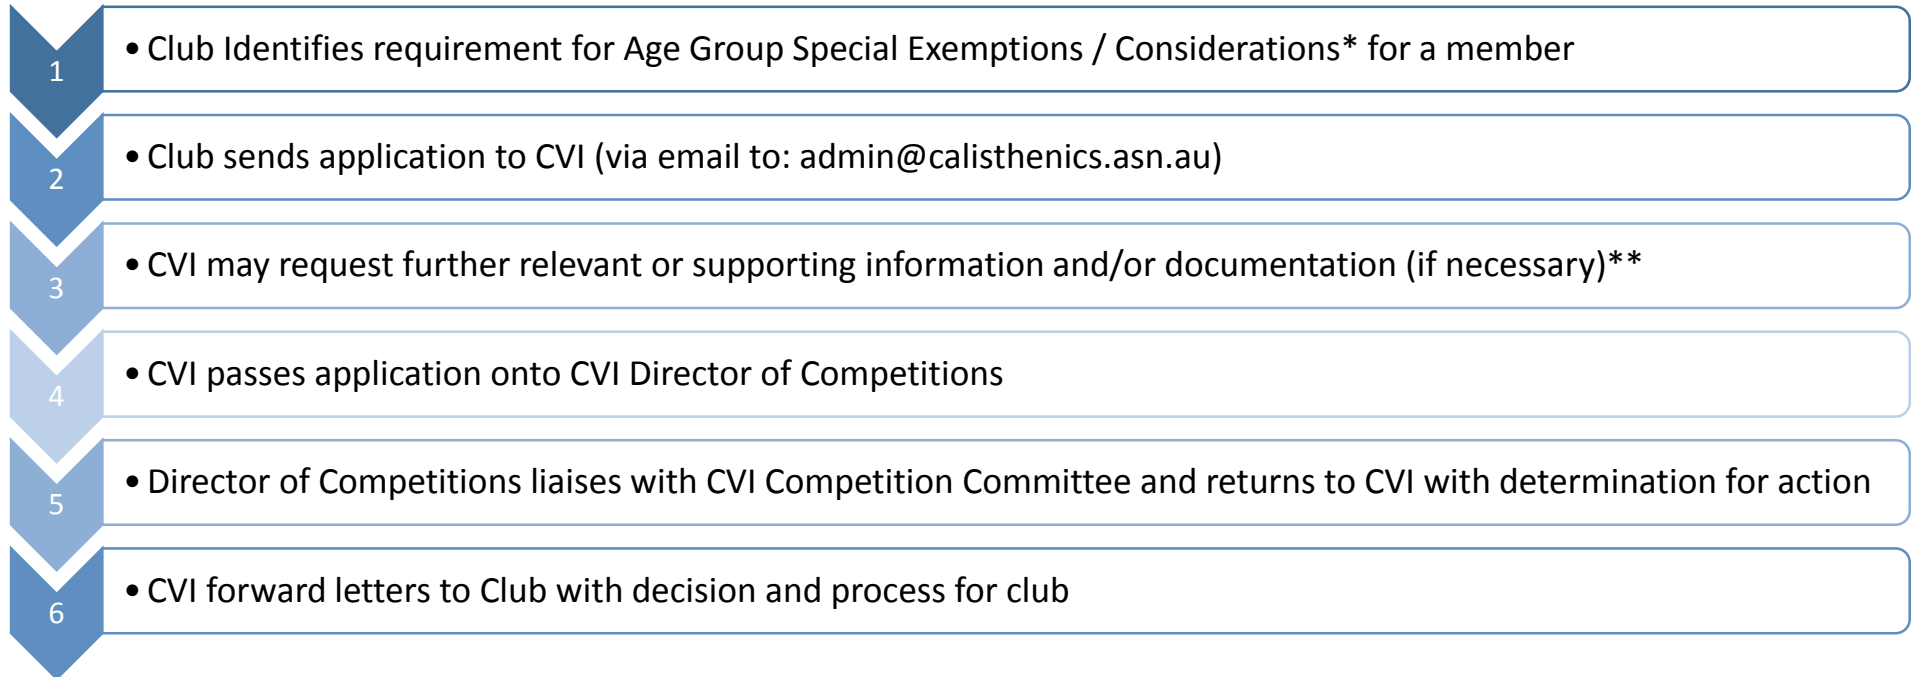 1
• Club Identifies requirement for Age Group Special Exemptions / Considerations* for a member
2
• Club sends application to CVI (via email to: admin@calisthenics.asn.au)
3
• CVI may request further relevant or supporting information and/or documentation (if necessary)**
4
• CVI passes application onto CVI Director of Competitions
5
• Director of Competitions liaises with CVI Competition Committee and returns to CVI with determination for action
6
• CVI forward letters to Club with decision and process for club